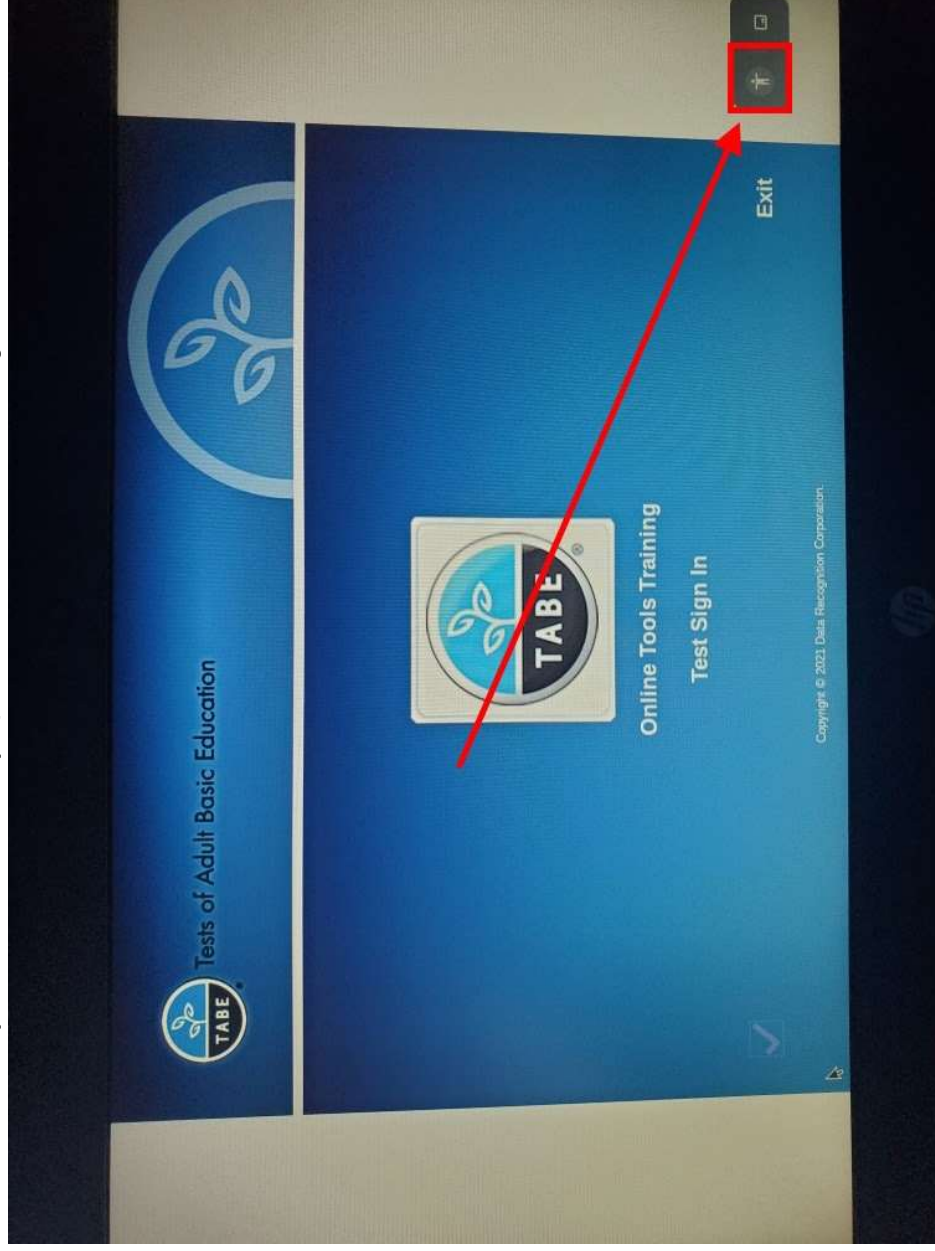 TABE
Tests of Adult Basic Education
TABE
®
Online Tools Training
Test Sign In
Exit
Copyright © 2021 Data Recognition Corporation.
hp